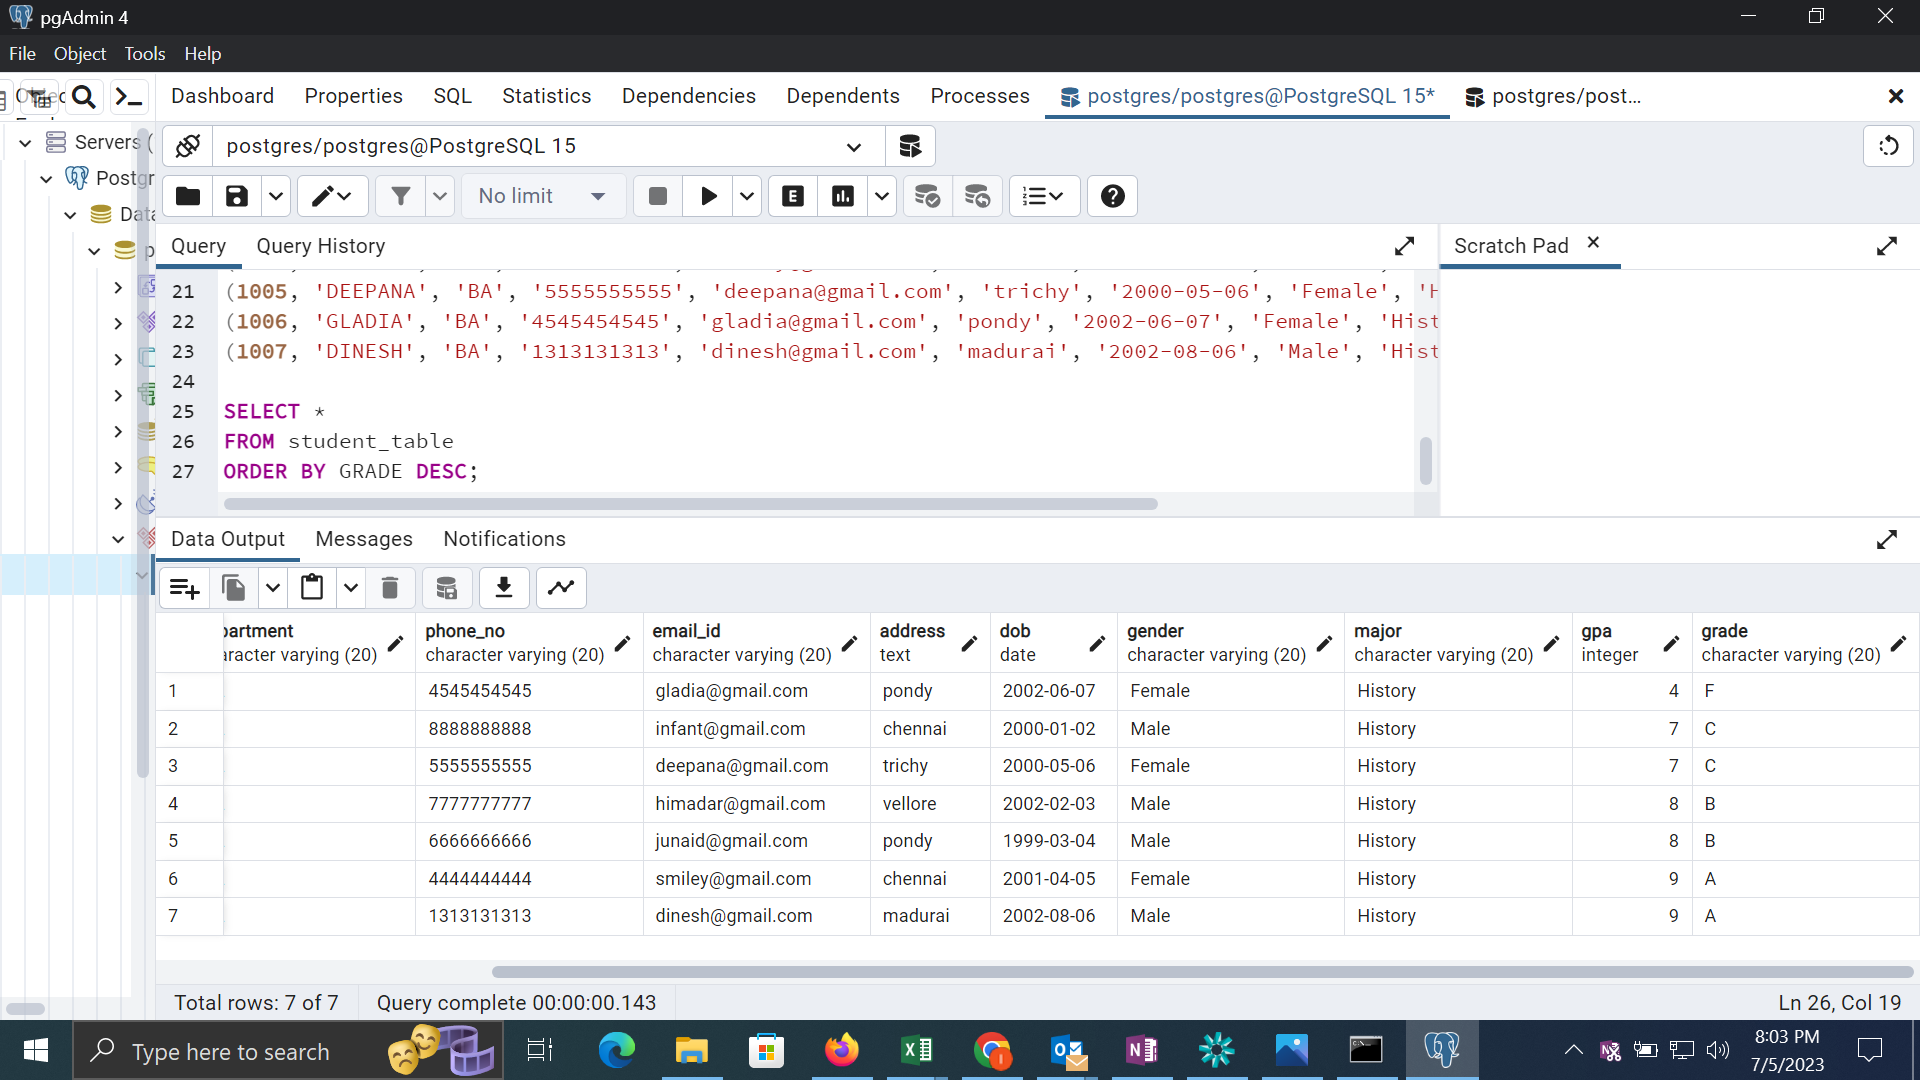 pgAdmin 4
File Object Tools Help
Dashboard Properties SQL Statistics Dependencies Dependents Processes postgres/postgres@PostgreSQL 15* postgres/post...
Servers (
Postgr
Data
postgres/postgres@PostgreSQL 15
No limit
Query Query History
Scratch Pad
21 (1005, 'DEEPANA', 'BA', '5555555555', 'deepana@gmail.com', 'trichy', '2000-05-06', 'Female', 'H
22 (1006, 'GLADIA', 'BA', '4545454545', 'gladia@gmail.com', 'pondy', '2002-06-07', 'Female', 'Hist
23 (1007, 'DINESH', 'BA', '1313131313', 'dinesh@gmail.com', 'madurai', '2002-08-06', 'Male', 'Hist
24
25 SELECT *
26 FROM student_table
27 ORDER BY GRADE DESC;
Data Output Messages Notifications
partment phone_no email_id address dob gender major gpa grade
aracter varying (20) character varying (20) character varying (20) text date character varying (20) character varying (20) integer character varying (20)
1 4545454545 gladia@gmail.com pondy 2002-06-07 Female History 4 F
2 8888888888 infant@gmail.com chennai 2000-01-02 Male History 7 C
3 5555555555 deepana@gmail.com trichy 2000-05-06 Female History 7 C
4 7777777777 himadar@gmail.com vellore 2002-02-03 Male History 8 B
5 6666666666 junaid@gmail.com pondy 1999-03-04 Male History 8 B
6 4444444444 smiley@gmail.com chennai 2001-04-05 Female History 9 A
7 1313131313 dinesh@gmail.com madurai 2002-08-06 Male History 9 A
Total rows: 7 of 7 Query complete 00:00:00.143
Ln 26, Col 19
Type here to search
8:03 PM
7/5/2023